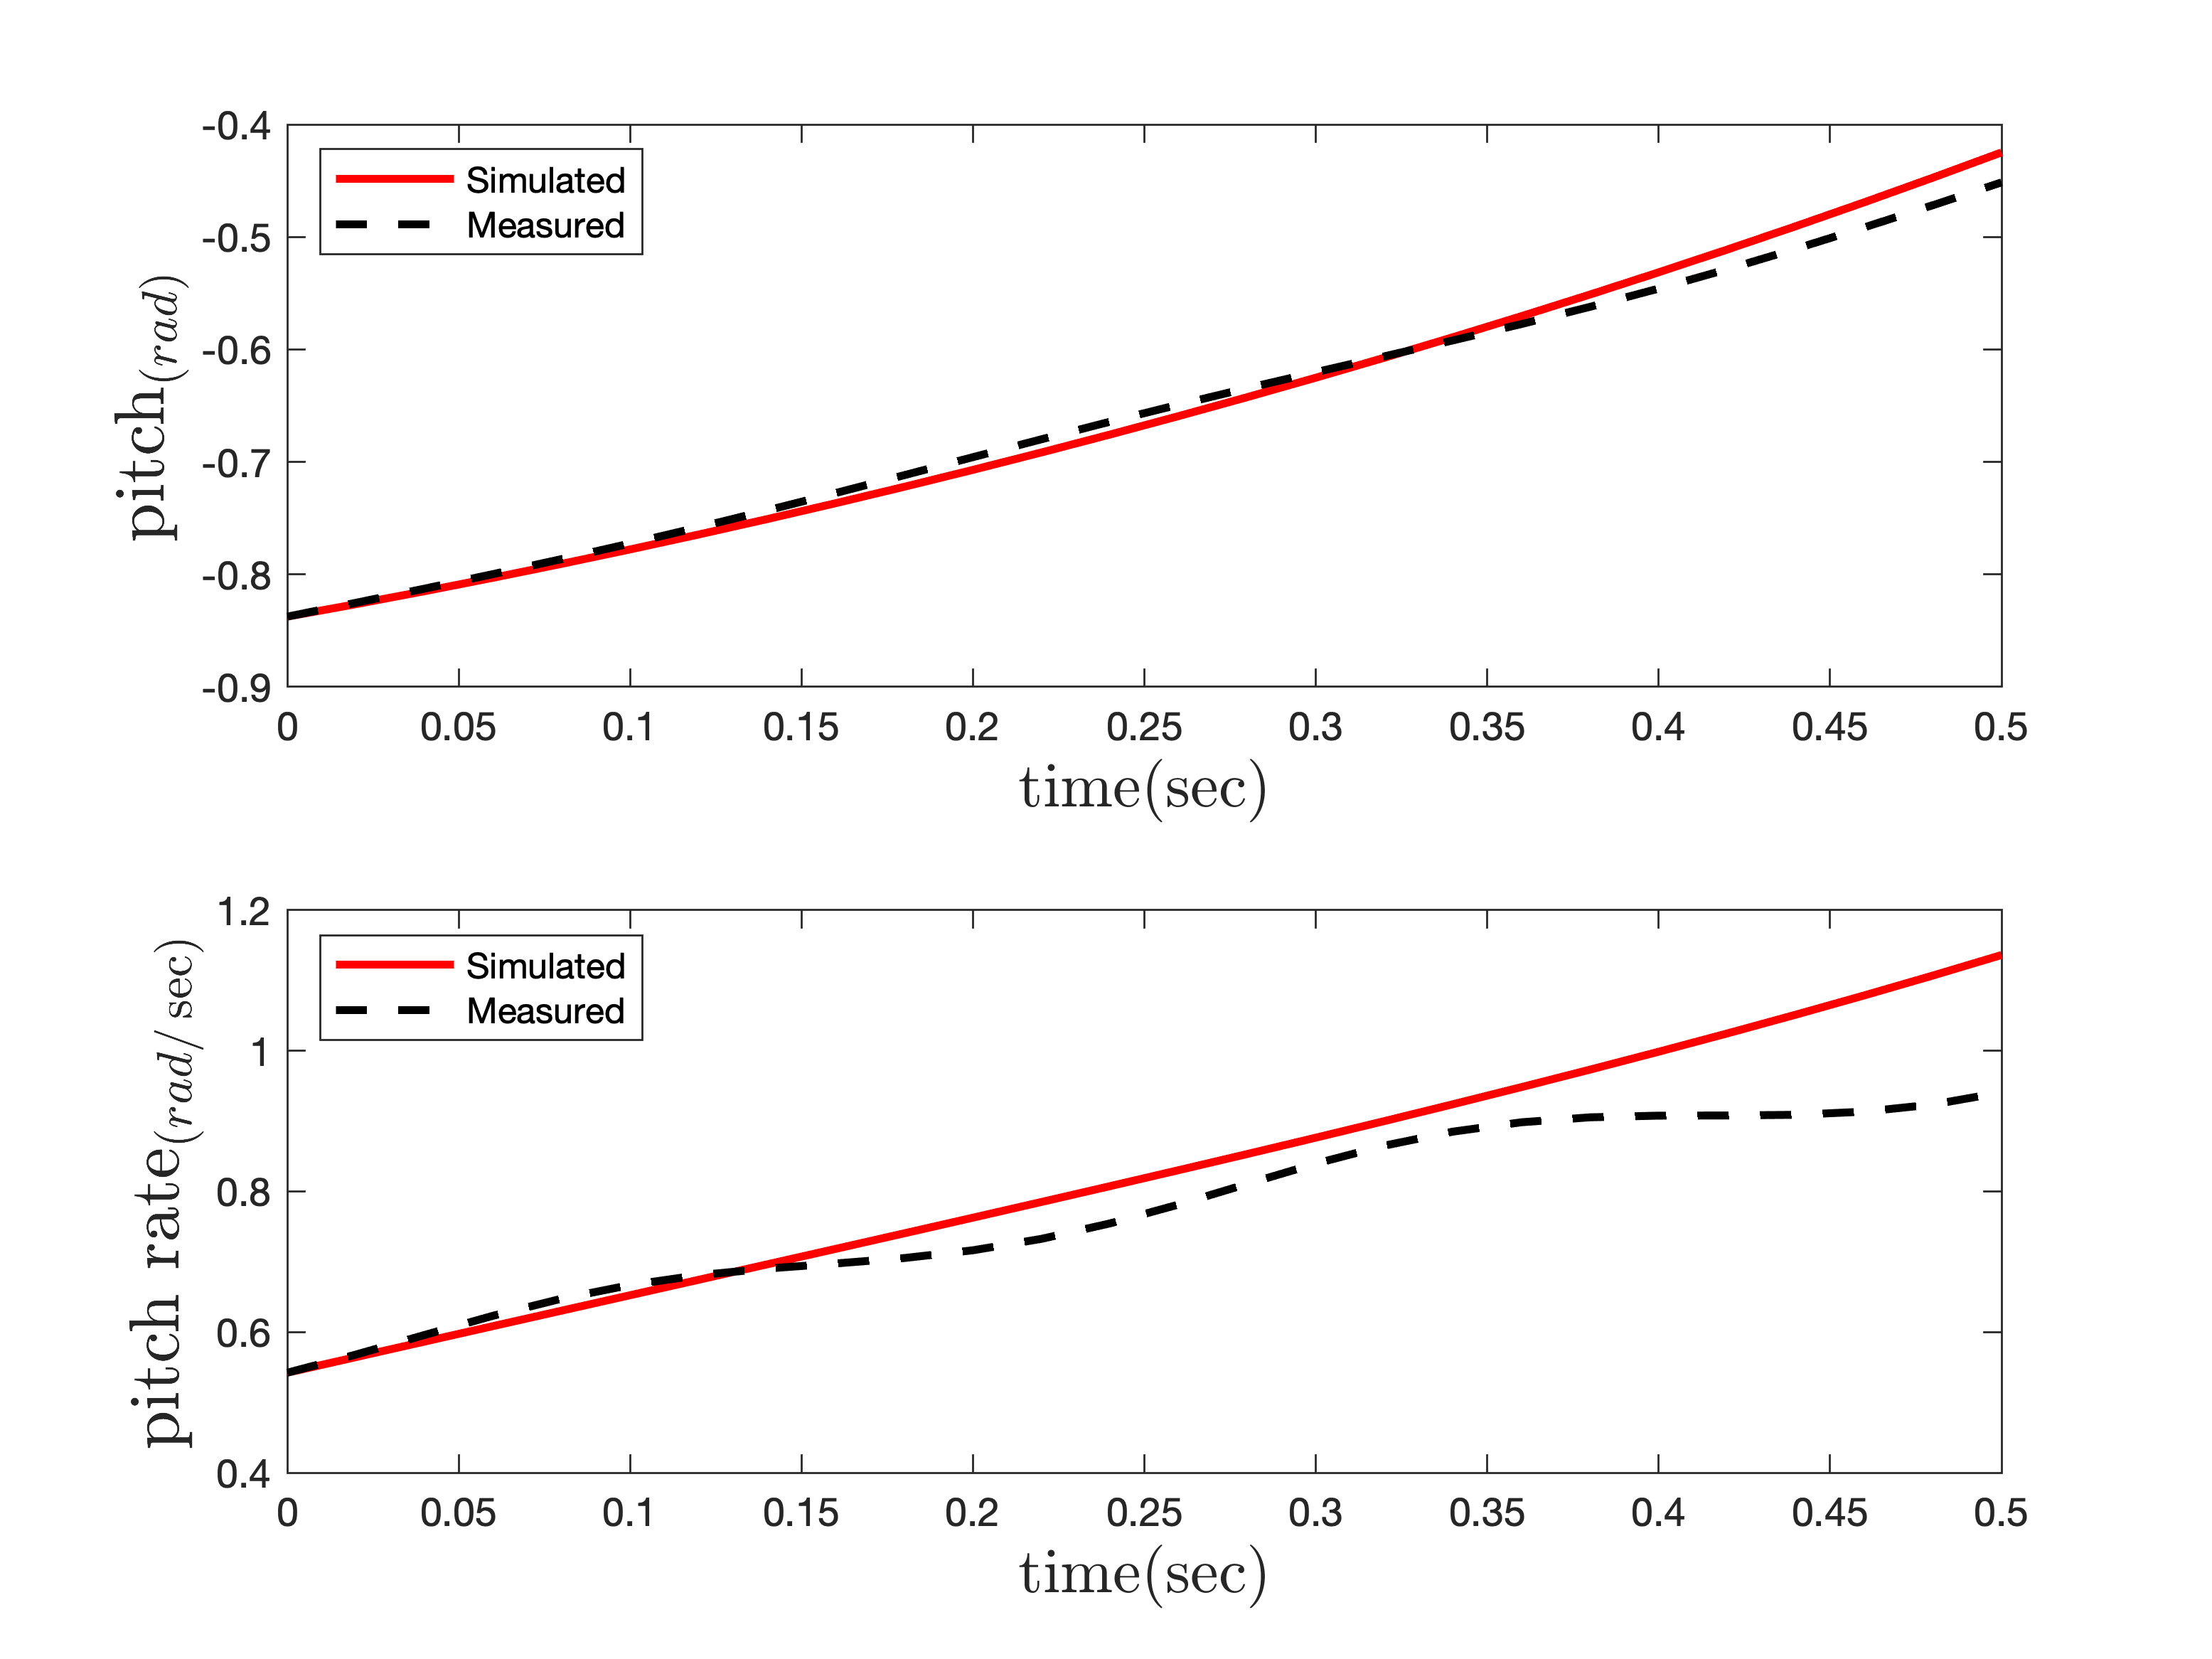 -0.4
-0.5
-0.6
-0.7
-0.8
-0.9
pitch(rad)
Simulated
Measured
0 0.05 0.1 0.15 0.2 0.25 0.3 0.35 0.4 0.45 0.5
time(sec)
1.2
1
0.8
0.6
0.4
pitch rate(rad/sec)
Simulated
Measured
0 0.05 0.1 0.15 0.2 0.25 0.3 0.35 0.4 0.45 0.5
time(sec)